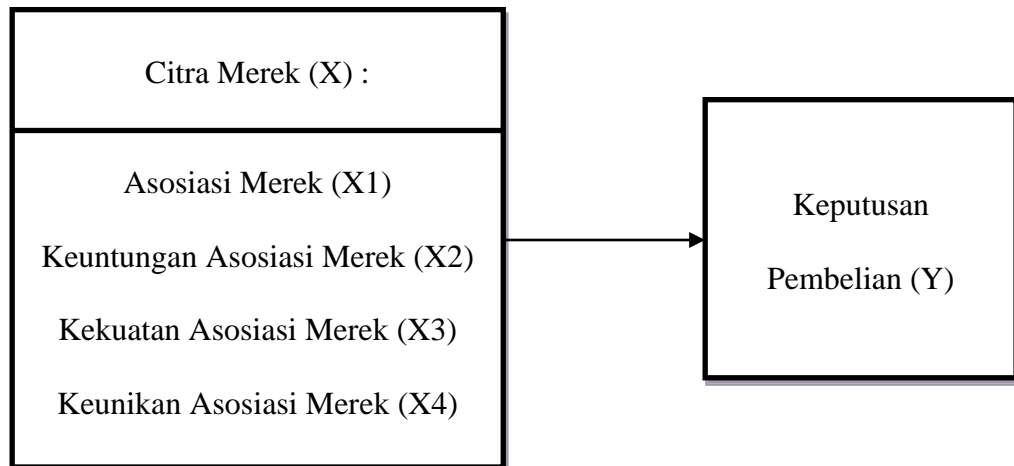 Citra Merek (X) :
Asosiasi Merek (X1)
Keuntungan Asosiasi Merek (X2)
Kekuatan Asosiasi Merek (X3)
Keunikan Asosiasi Merek (X4)
Keputusan
Pembelian (Y)